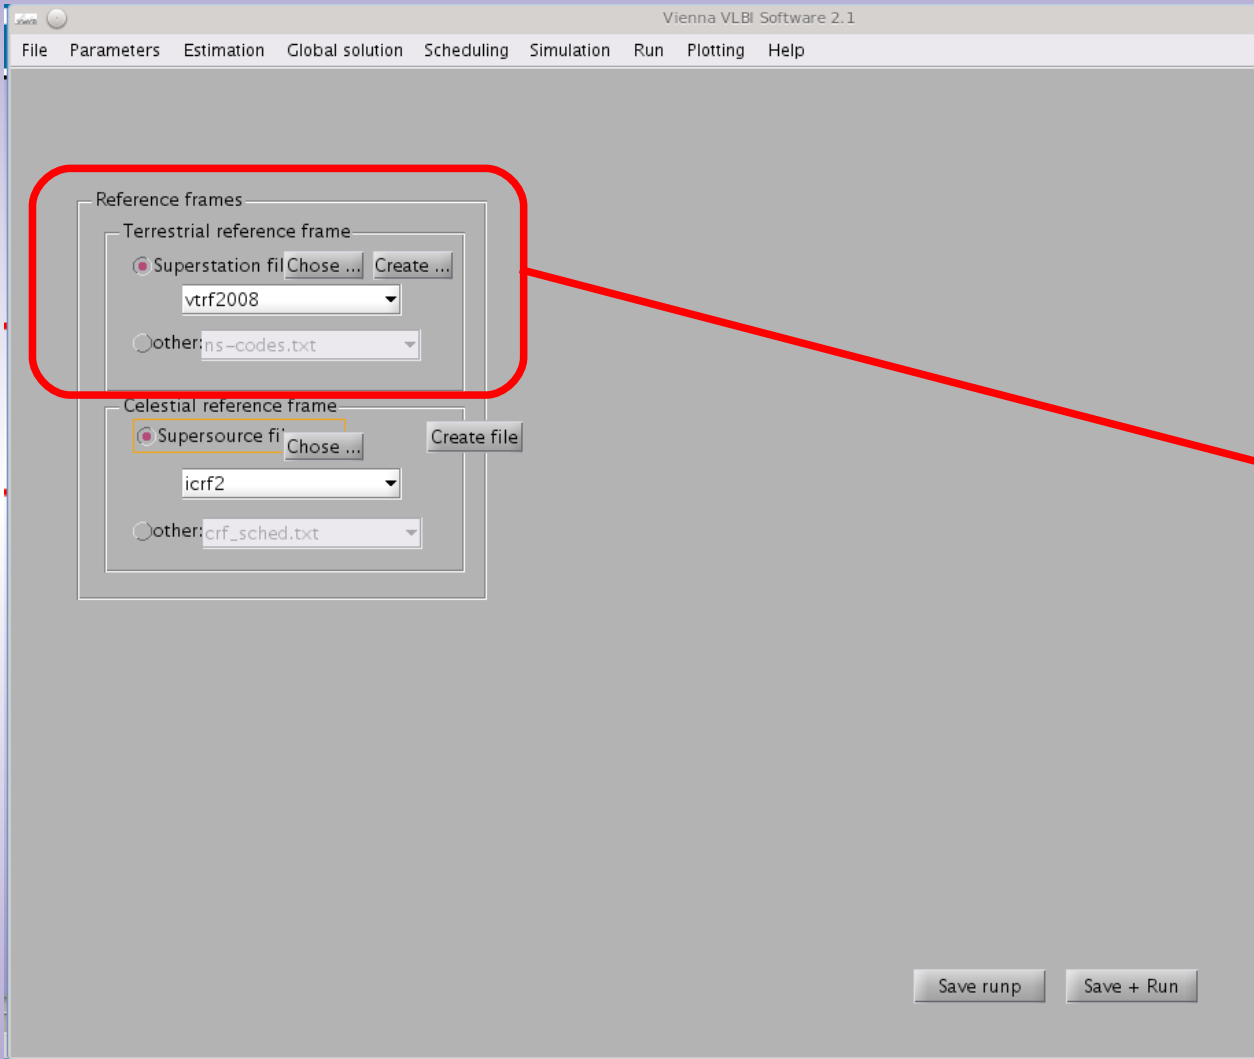 Vienna VLBI Software 2.1
File Parameters Estimation Global solution Scheduling Simulation Run Plotting Help
Reference frames
Terrestrial reference frame
Superstation fil Chose ... Create ...
vtrf2008
other: ns-codes.txt
Celestial reference frame
Supersource fi Chose ... Create file
icrf2
other: crf_sched.txt
Save runp Save + Run